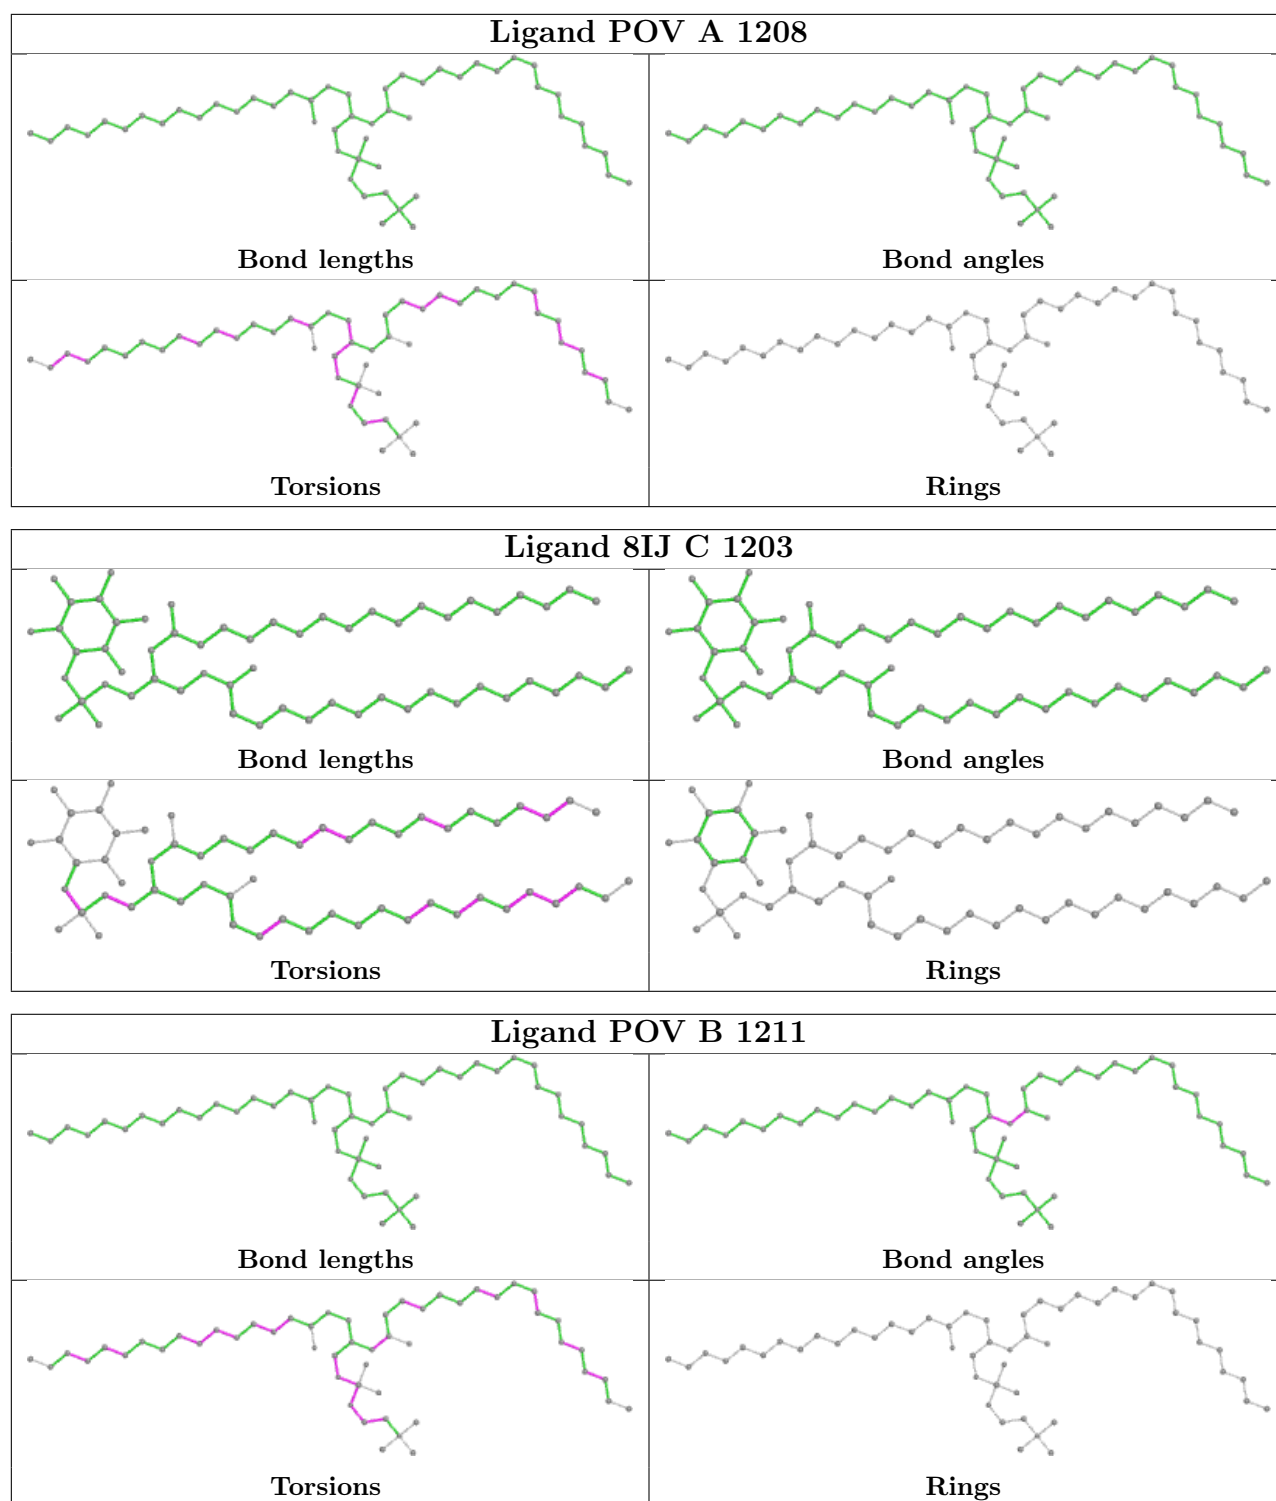 Ligand POV A 1208
Bond lengths
Bond angles
Torsions
Rings
Ligand 8IJ C 1203
Bond lengths
Bond angles
Torsions
Rings
Ligand POV B 1211
Bond lengths
Bond angles
Torsions
Rings